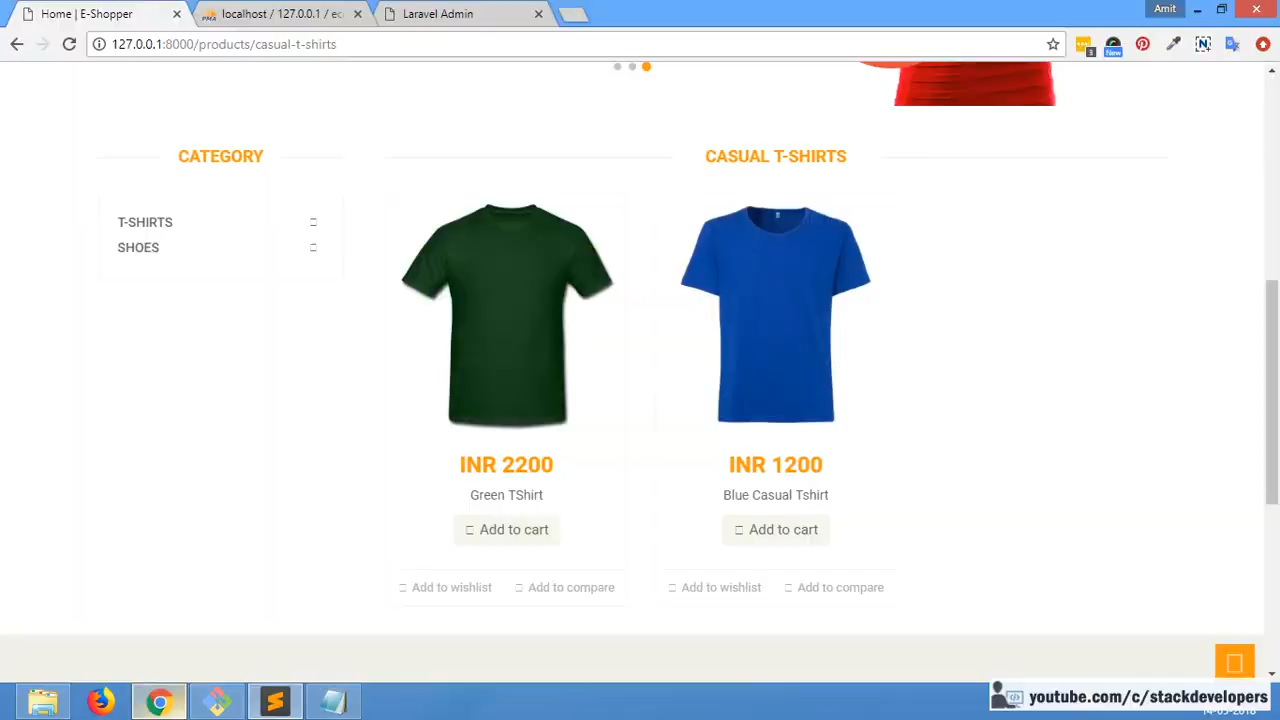 Home | E-Shopper
localhost / 127.0.0.1 / ec
Laravel Admin
Amit
127.0.0.1:8000/products/casual-t-shirts
3
New
CATEGORY
CASUAL T-SHIRTS
T-SHIRTS
SHOES
INR 2200
INR 1200
Green TShirt
Blue Casual Tshirt
Add to cart
Add to cart
Add to wishlist
Add to compare
Add to wishlist
Add to compare
youtube.com/c/stackdevelopers